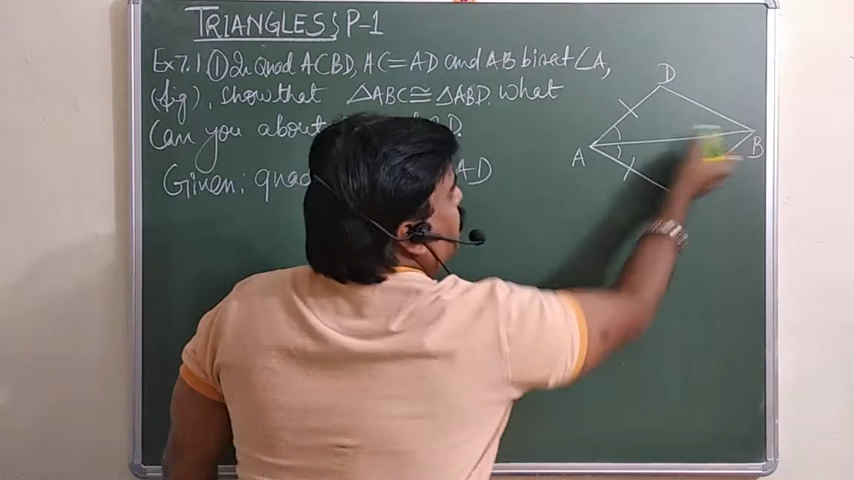 TRIANGLES; P-1
Ex 7.1 ① In Quad ACBD, AC=AD and AB bisect ∠A,
(fig), show that △ABC≅△ABD. What
Can you about D.
Given: quad AD
D
A
B